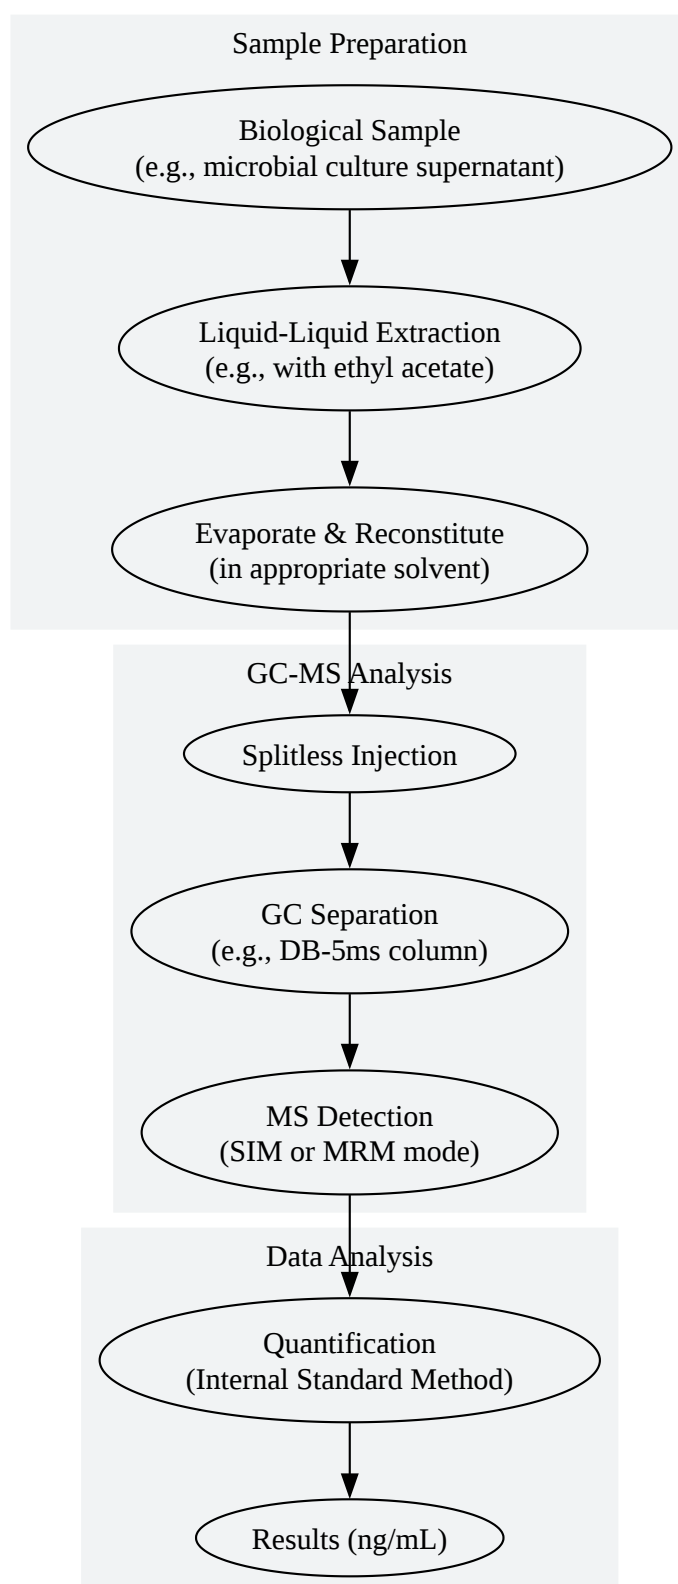 Sample Preparation
Biological Sample
(e.g., microbial culture supernatant)
Liquid-Liquid Extraction
(e.g., with ethyl acetate)
Evaporate & Reconstitute
(in appropriate solvent)
GC-MS Analysis
Splitless Injection
GC Separation
(e.g., DB-5ms column)
MS Detection
(SIM or MRM mode)
Data Analysis
Quantification
(Internal Standard Method)
Results (ng/mL)